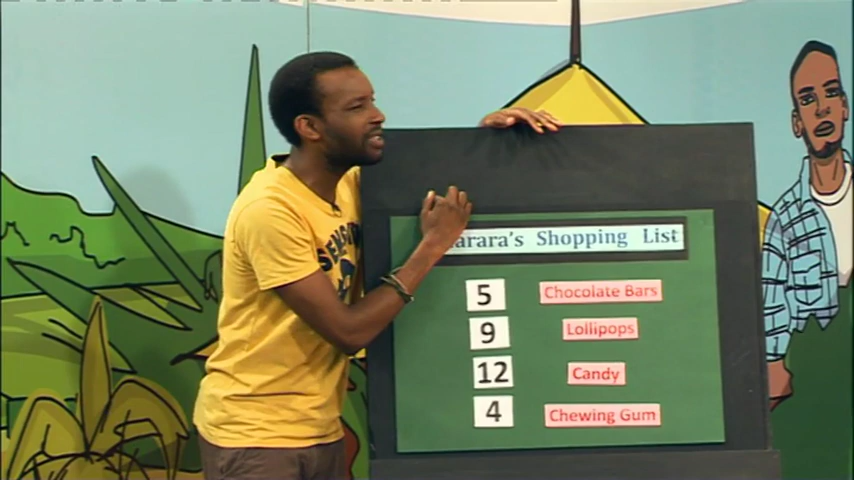 Shopping List
5 Chocolate Bars
9 Lollipops
12 Candy
4 Chewing Gum